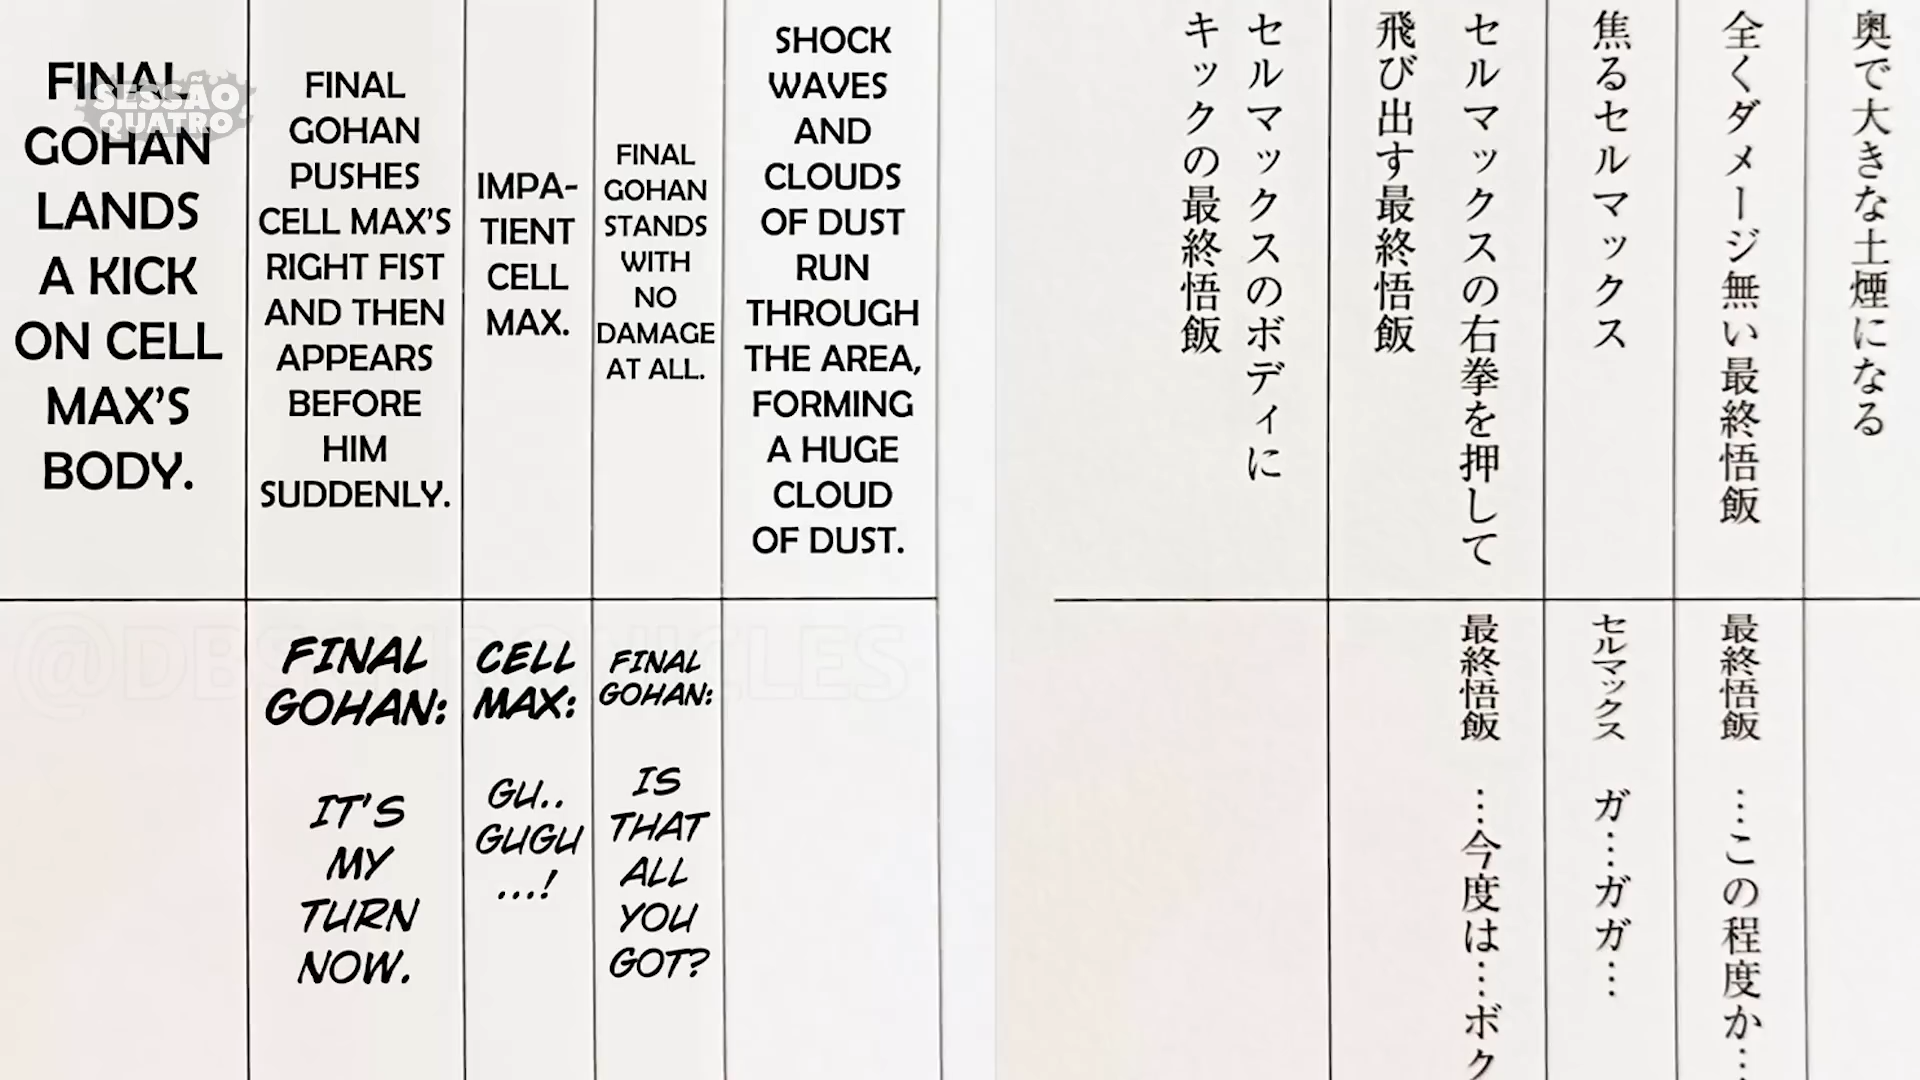 FINAL
GOHAN
LANDS
A KICK
ON CELL
MAX'S
BODY.
SESSÃO
QUATRO
FINAL
GOHAN
PUSHES
CELL MAX'S
RIGHT FIST
AND THEN
APPEARS
BEFORE
HIM
SUDDENLY.
IMPA-
TIENT
CELL
MAX.
FINAL
GOHAN
STANDS
WITH
NO
DAMAGE
AT ALL.
SHOCK
WAVES
AND
CLOUDS
OF DUST
RUN
THROUGH
THE AREA,
FORMING
A HUGE
CLOUD
OF DUST.
@DBSCHRONICLES
FINAL
GOHAN:
IT'S
MY
TURN
NOW.
CELL
MAX:
GU..
GUGU
...!
FINAL
GOHAN:
IS
THAT
ALL
YOU
GOT?
奥で大きな土煙になる
全くダメージ無い最終悟飯
焦るセルマックス
セルマックスの右拳を押して
飛び出す最終悟飯
セルマックスのボディに
キックの最終悟飯
最終悟飯 …この程度か…
セルマックス ガ…ガガ…
最終悟飯 …今度は…ボク